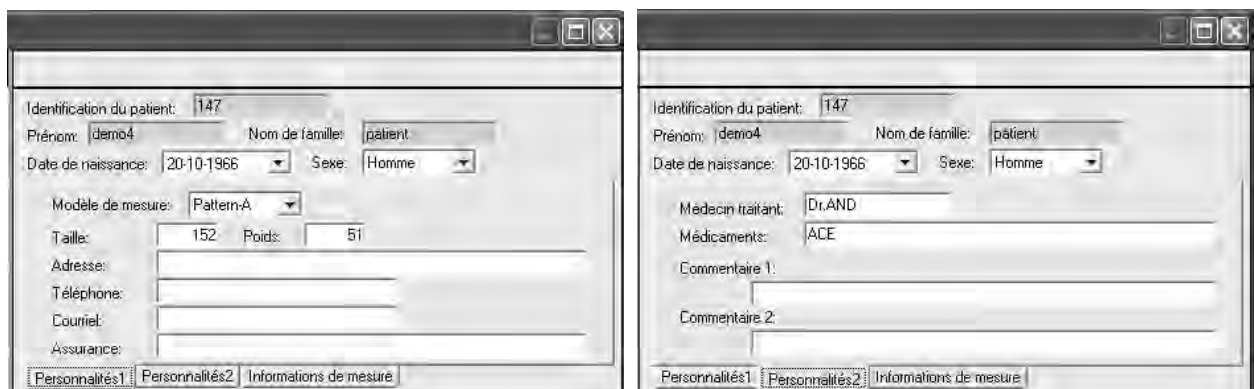 Identification du patient: 147
Prénom: demo4 Nom de famille: patient
Date de naissance: 20-10-1966 Sexe: Homme
Modèle de mesure: Pattern-A
Taille: 152 Poids: 51
Adresse:
Téléphone:
Courriel:
Assurance:
Personnalités1 Personnalités2 Informations de mesure
Identification du patient: 147
Prénom: demo4 Nom de famille: patient
Date de naissance: 20-10-1966 Sexe: Homme
Médecin traitant: Dr.AND
Médicaments: ACE
Commentaire 1:
Commentaire 2:
Personnalités1 Personnalités2 Informations de mesure